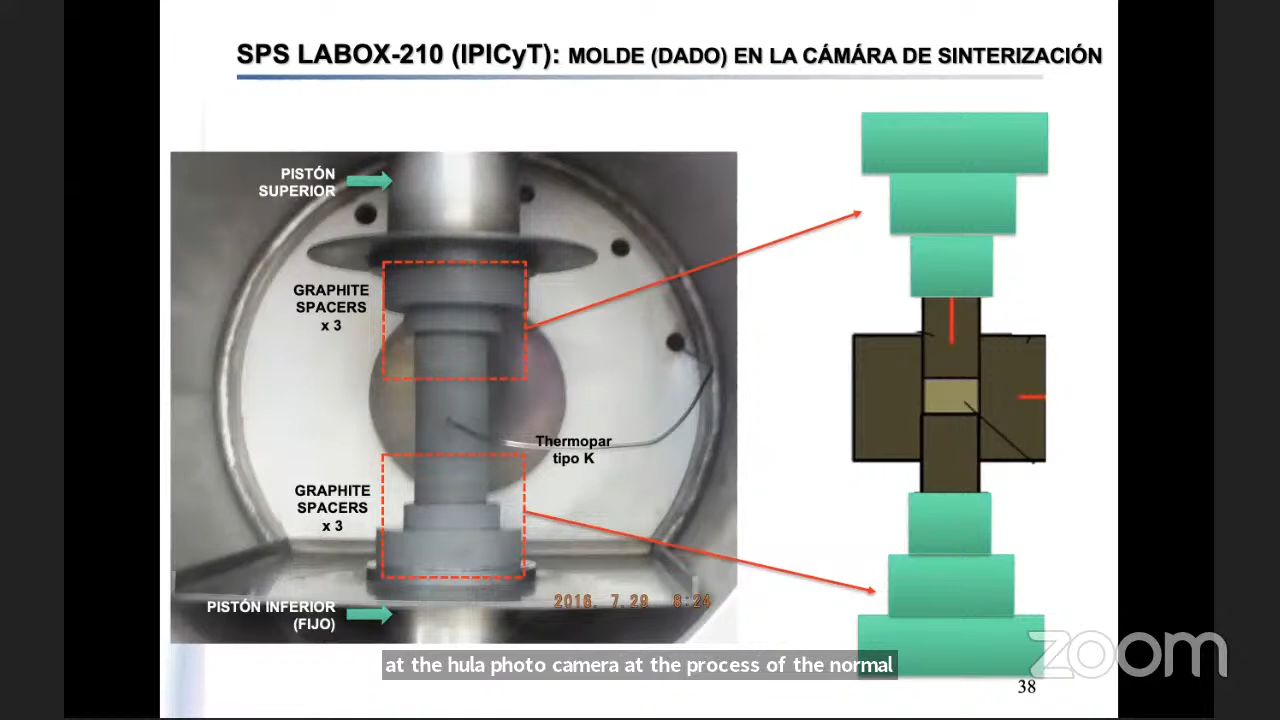 SPS LABOX-210 (IPICyT): MOLDE (DADO) EN LA CÁMÁRA DE SINTERIZACIÓN
PISTÓN
SUPERIOR
GRAPHITE
SPACERS
x 3
Thermopar
tipo K
GRAPHITE
SPACERS
x 3
2016. 7.29 8:24
PISTÓN INFERIOR
(FIJO)
at the hula photo camera at the process of the normal
zoom
38